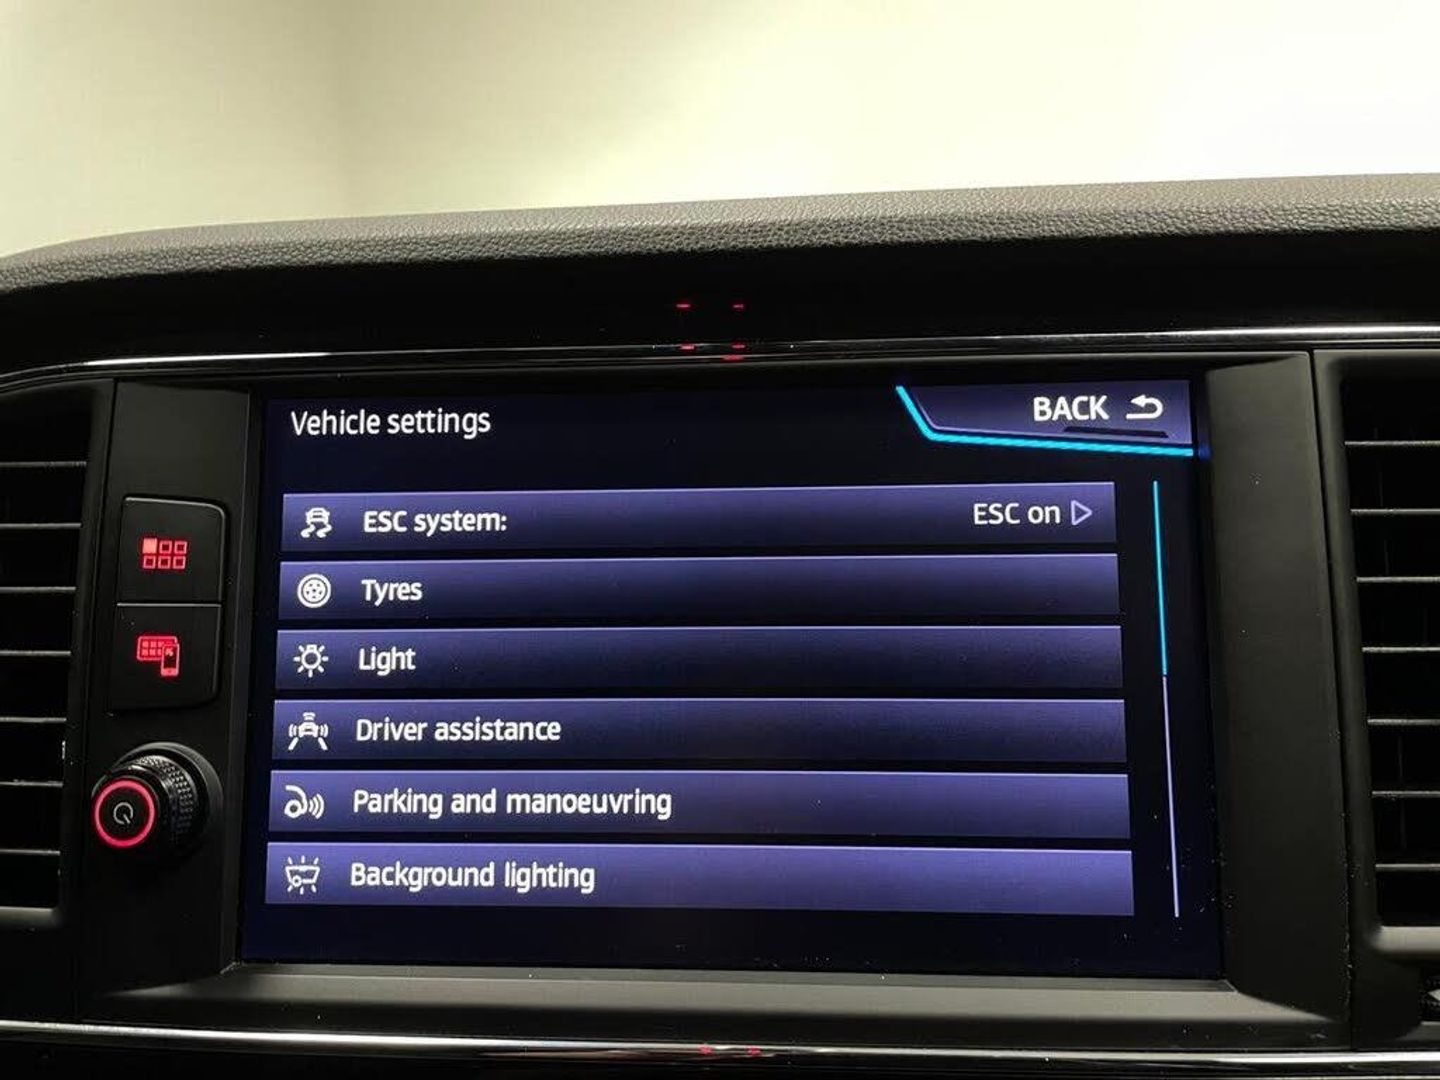 Vehicle settings
BACK
ESC system:
ESC on
Tyres
Light
Driver assistance
Parking and manoeuvring
Background lighting